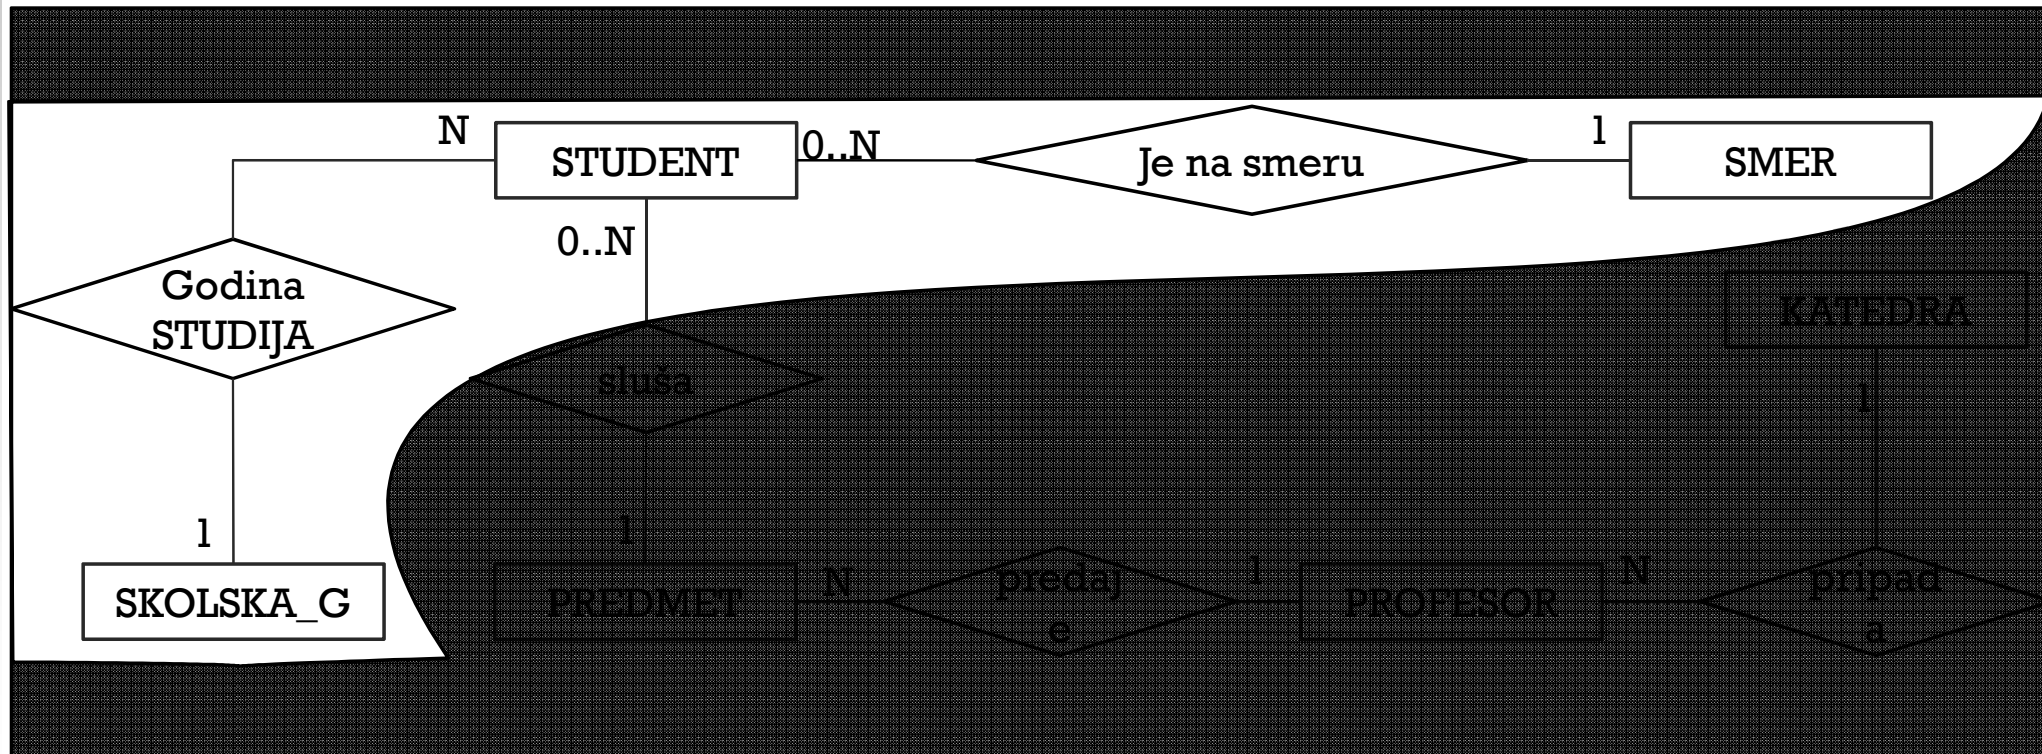 N
STUDENT
0..N
Je na smeru
1
SMER
0..N
Godina
STUDIJA
KATEDRA
sluša
1
1
1
SKOLSKA_G
PREDMET
N
predaj
e
1
PROFESOR
N
pripad
a